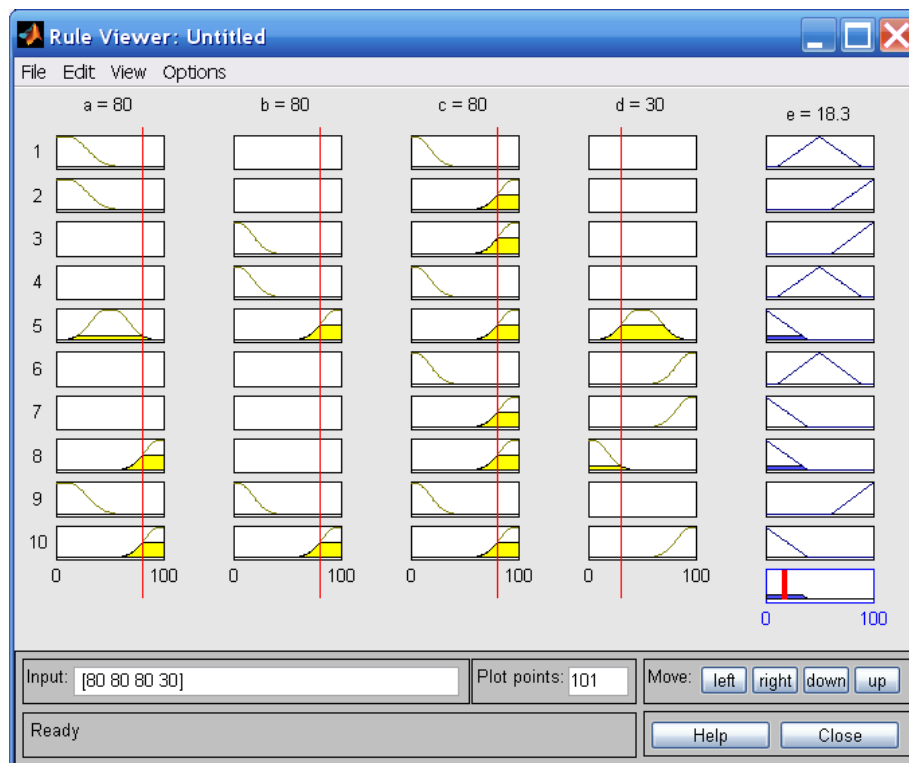 Rule Viewer: Untitled
File Edit View Options
a = 80 b = 80 c = 80 d = 30 e = 18.3
1
2
3
4
5
6
7
8
9
10
0 100 0 100 0 100 0 100
0 100
Input: [80 80 80 30] Plot points: 101 Move: left right down up
Ready Help Close